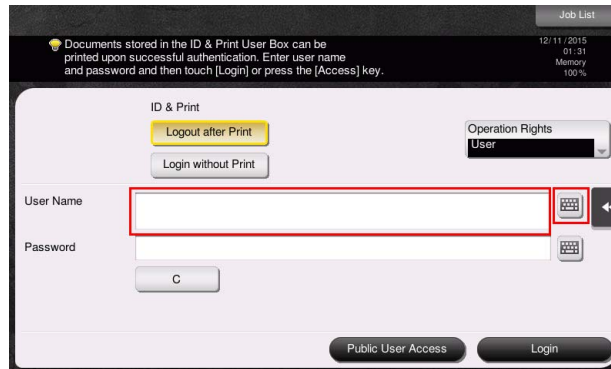 Job List
Documents stored in the ID & Print User Box can be
printed upon successful authentication. Enter user name
and password and then touch [Login] or press the [Access] key.
12/11/2015
01:31
Memory
100 %
ID & Print
Logout after Print
Operation Rights
User
Login without Print
User Name
Password
C
Public User Access
Login